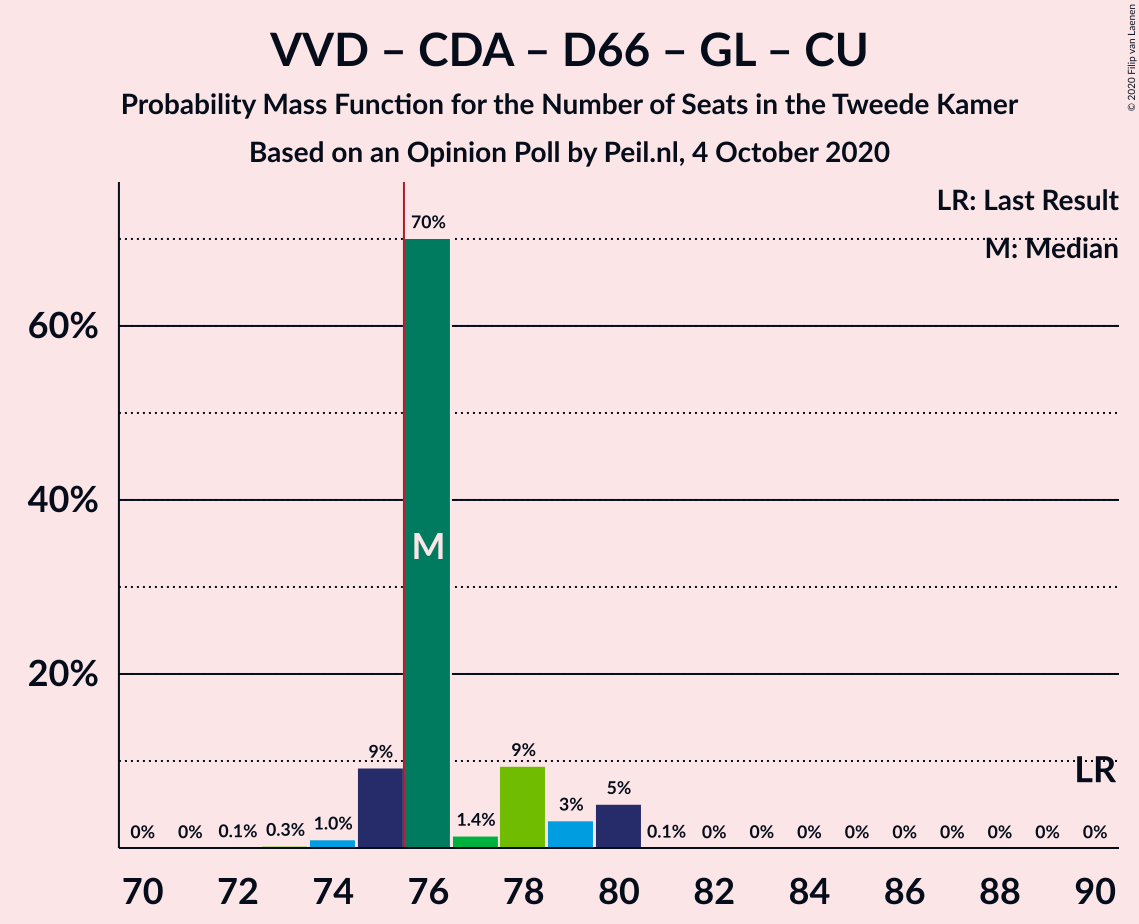 VVD – CDA – D66 – GL – CU
Probability Mass Function for the Number of Seats in the Tweede Kamer
Based on an Opinion Poll by Peil.nl, 4 October 2020
© 2020 Filip van Laenen
LR: Last Result
M: Median
60%
40%
20%
0% 0% 0.1% 0.3% 1.0% 9% 70% 1.4% 9% 3% 5% 0.1% 0% 0% 0% 0% 0% 0% 0% 0% 0%
M
LR
70 72 74 76 78 80 82 84 86 88 90